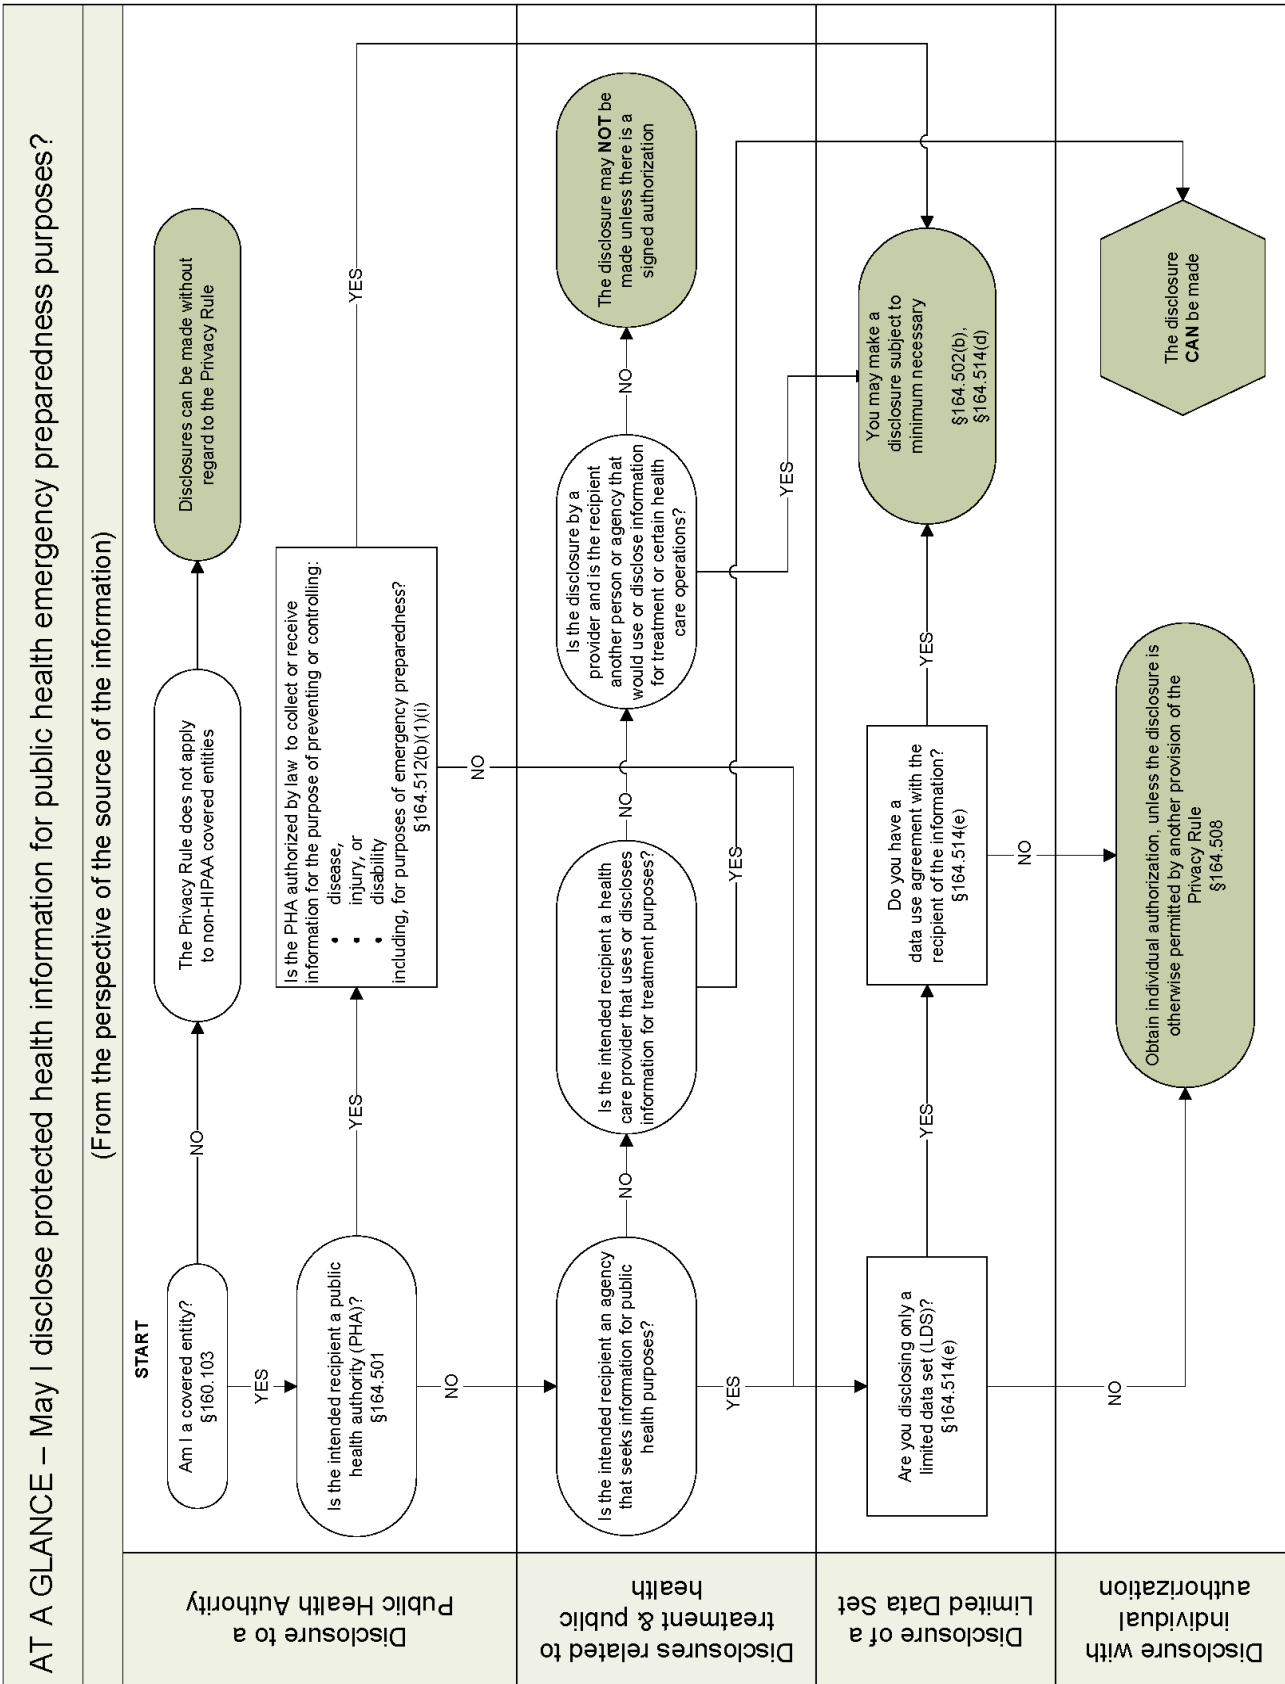 AT A GLANCE – May I disclose protected health information for public health emergency preparedness purposes?
(From the perspective of the source of the information)
Disclosure to a
Public Health Authority
START
Am I a covered entity?
§160.103
NO
The Privacy Rule does not apply
to non-HIPAA covered entities
Disclosures can be made without
regard to the Privacy Rule
YES
Is the intended recipient a public
health authority (PHA)?
§164.501
YES
Is the PHA authorized by law to collect or receive
information for the purpose of preventing or controlling:
• disease,
• injury, or
• disability
including, for purposes of emergency preparedness?
§164.512(b)(1)(i)
YES
NO
NO
Disclosures related to
treatment & public
health
Is the intended recipient an agency
that seeks information for public
health purposes?
NO
Is the intended recipient a health
care provider that uses or discloses
information for treatment purposes?
NO
Is the disclosure by a
provider and is the recipient
another person or agency that
would use or disclose information
for treatment or certain health
care operations?
NO
The disclosure may NOT be
made unless there is a
signed authorization
YES
YES
YES
Disclosure of a
Limited Data Set
Are you disclosing only a
limited data set (LDS)?
§164.514(e)
YES
Do you have a
data use agreement with the
recipient of the information?
§164.514(e)
YES
You may make a
disclosure subject to
minimum necessary
§164.502(b),
§164.514(d)
NO
NO
Disclosure with
individual
authorization
Obtain individual authorization, unless the disclosure is
otherwise permitted by another provision of the
Privacy Rule
§164.508
The disclosure
CAN be made